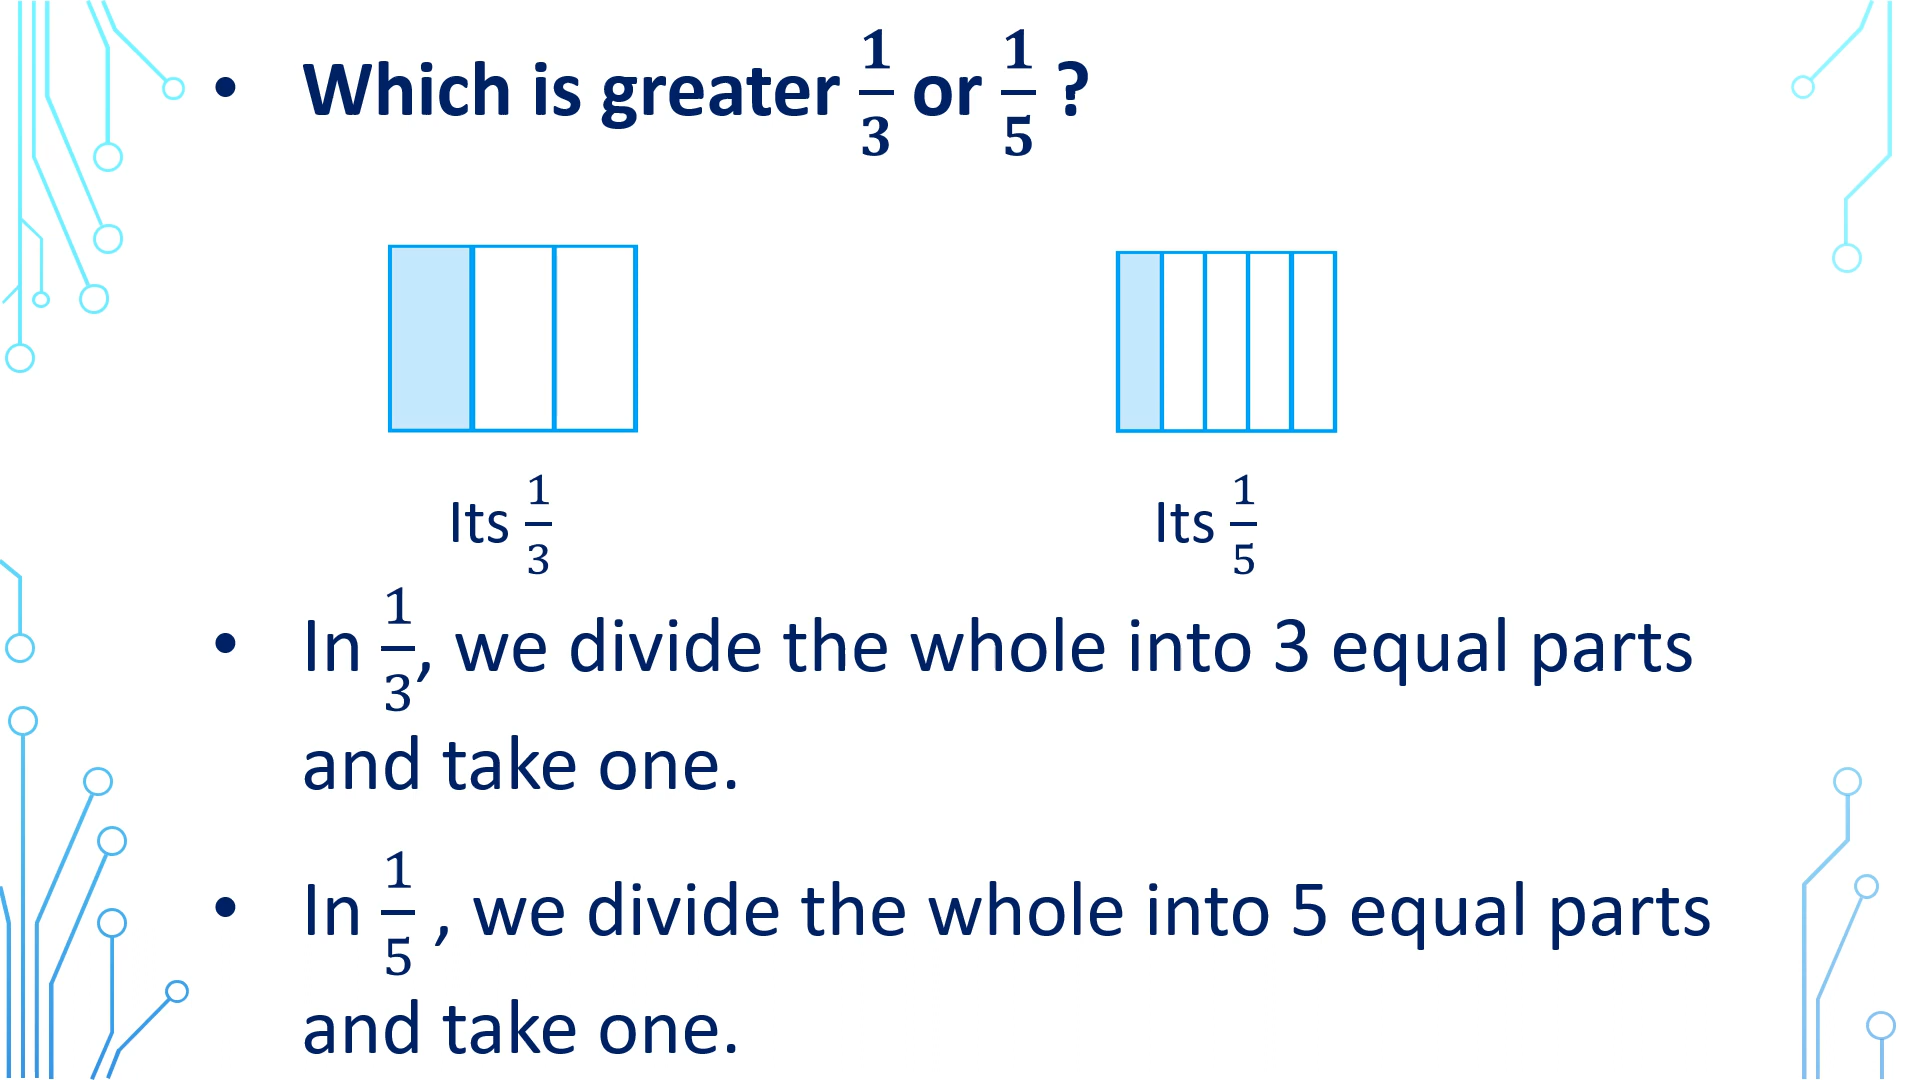 • Which is greater 1/3 or 1/5 ?
Its 1/3
Its 1/5
• In 1/3, we divide the whole into 3 equal parts
and take one.
• In 1/5 , we divide the whole into 5 equal parts
and take one.